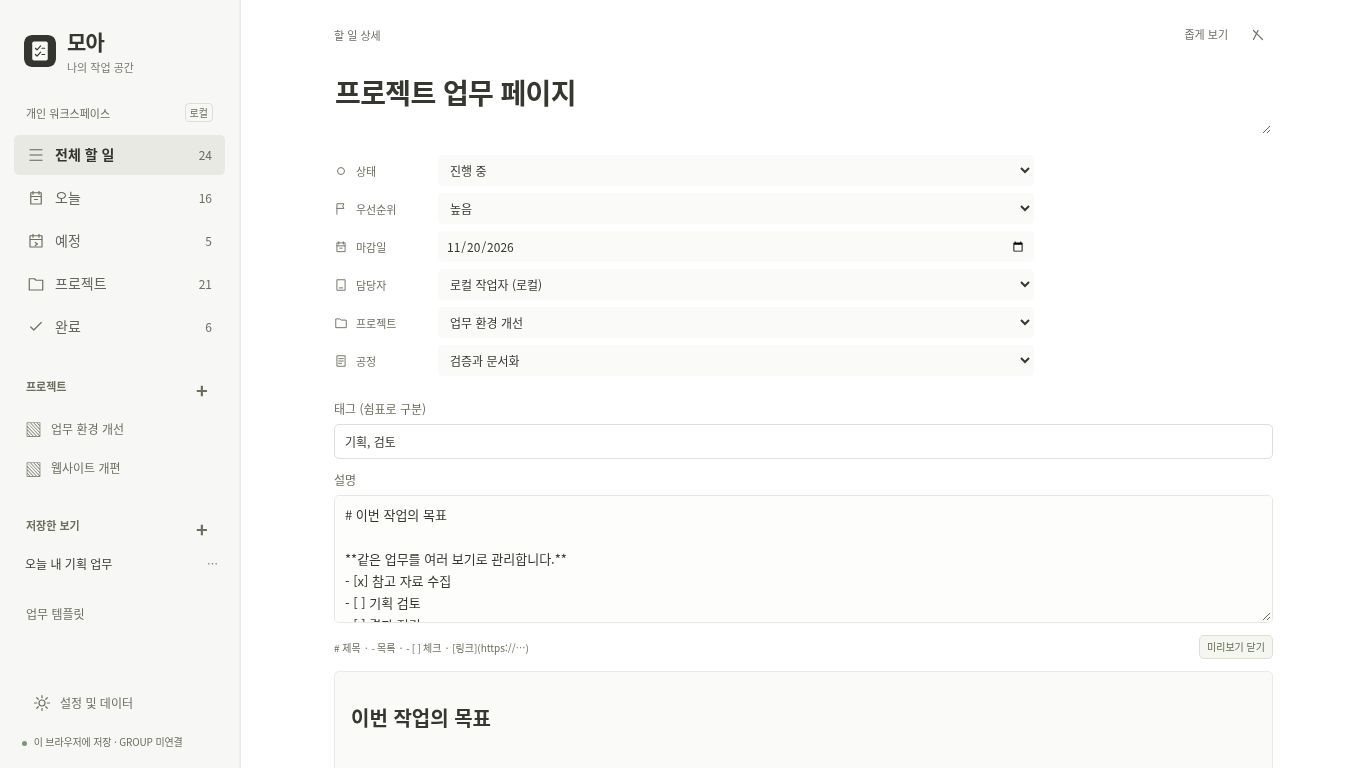 모아
나의 작업 공간
개인 워크스페이스
로컬
전체 할 일
24
오늘
16
예정
5
프로젝트
21
완료
6
프로젝트
업무 환경 개선
웹사이트 개편
저장한 보기
오늘 내 기획 업무
···
업무 템플릿
설정 및 데이터
이 브라우저에 저장 · GROUP 미연결
할 일 상세
좁게 보기
프로젝트 업무 페이지
상태
진행 중
우선순위
높음
마감일
11/20/2026
담당자
로컬 작업자 (로컬)
프로젝트
업무 환경 개선
공정
검증과 문서화
태그 (쉼표로 구분)
기획, 검토
설명
# 이번 작업의 목표
**같은 업무를 여러 보기로 관리합니다.**
- [x] 참고 자료 수집
- [ ] 기획 검토
# 제목 · - 목록 · - [ ] 체크 · [링크](https://…)
미리보기 닫기
이번 작업의 목표